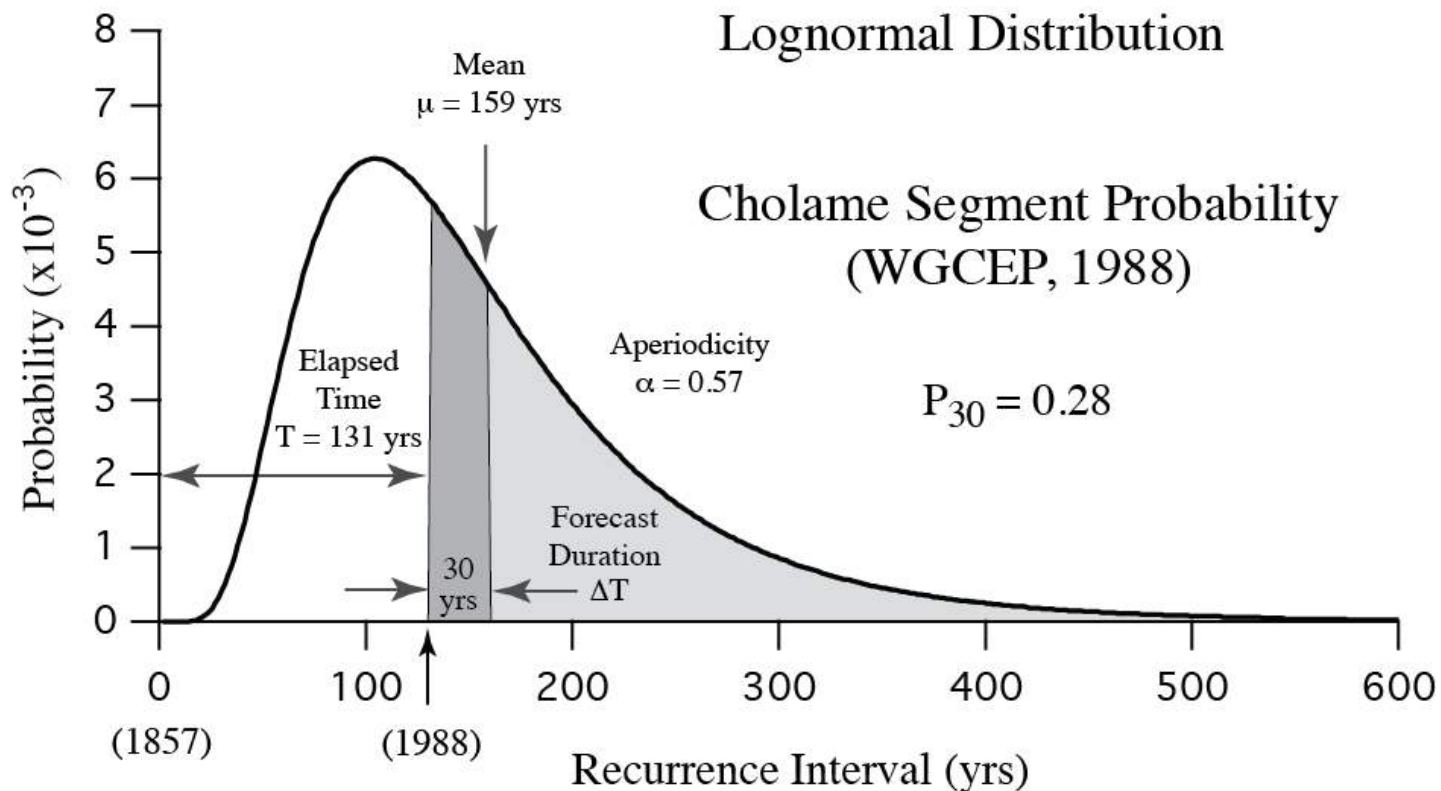 Lognormal Distribution
Cholame Segment Probability
(WGCEP, 1988)
Mean
μ = 159 yrs
Aperiodicity
α = 0.57
P30 = 0.28
Elapsed
Time
T = 131 yrs
Forecast
Duration
ΔT
30
yrs
Probability (x10-3)
8
7
6
5
4
3
2
1
0
0 100 200 300 400 500 600
(1857) (1988)
Recurrence Interval (yrs)